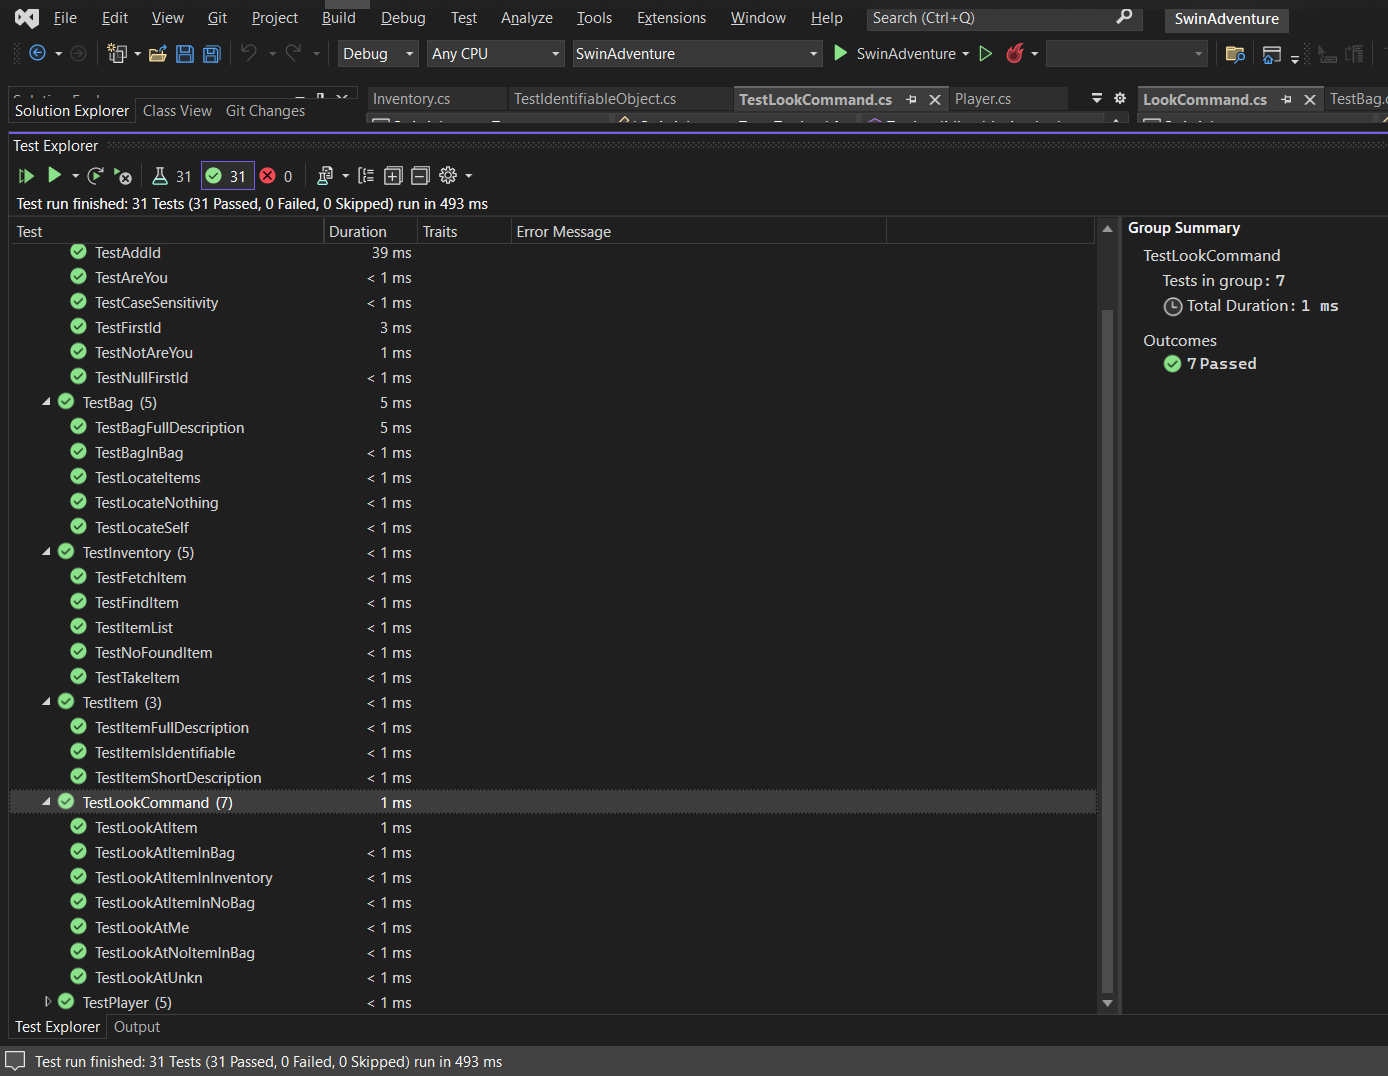 File Edit View Git Project Build Debug Test Analyze Tools Extensions Window Help Search (Ctrl+Q) SwinAdventure
Debug Any CPU SwinAdventure SwinAdventure
Solution Explorer Class View Git Changes Inventory.cs TestIdentifiableObject.cs TestLookCommand.cs Player.cs LookCommand.cs TestBag.c
Test Explorer
31 31 0
Test run finished: 31 Tests (31 Passed, 0 Failed, 0 Skipped) run in 493 ms
Test Duration Traits Error Message
TestAddId 39 ms
TestAreYou < 1 ms
TestCaseSensitivity < 1 ms
TestFirstId 3 ms
TestNotAreYou 1 ms
TestNullFirstId < 1 ms
TestBag (5) 5 ms
TestBagFullDescription 5 ms
TestBagInBag < 1 ms
TestLocateItems < 1 ms
TestLocateNothing < 1 ms
TestLocateSelf < 1 ms
TestInventory (5) < 1 ms
TestFetchItem < 1 ms
TestFindItem < 1 ms
TestItemList < 1 ms
TestNoFoundItem < 1 ms
TestTakeItem < 1 ms
TestItem (3) < 1 ms
TestItemFullDescription < 1 ms
TestItemIsIdentifiable < 1 ms
TestItemShortDescription < 1 ms
TestLookCommand (7) 1 ms
TestLookAtItem 1 ms
TestLookAtItemInBag < 1 ms
TestLookAtItemInInventory < 1 ms
TestLookAtItemInNoBag < 1 ms
TestLookAtMe < 1 ms
TestLookAtNoItemInBag < 1 ms
TestLookAtUnkn < 1 ms
TestPlayer (5) < 1 ms
Group Summary
TestLookCommand
Tests in group: 7
Total Duration: 1 ms
Outcomes
7 Passed
Test Explorer Output
Test run finished: 31 Tests (31 Passed, 0 Failed, 0 Skipped) run in 493 ms